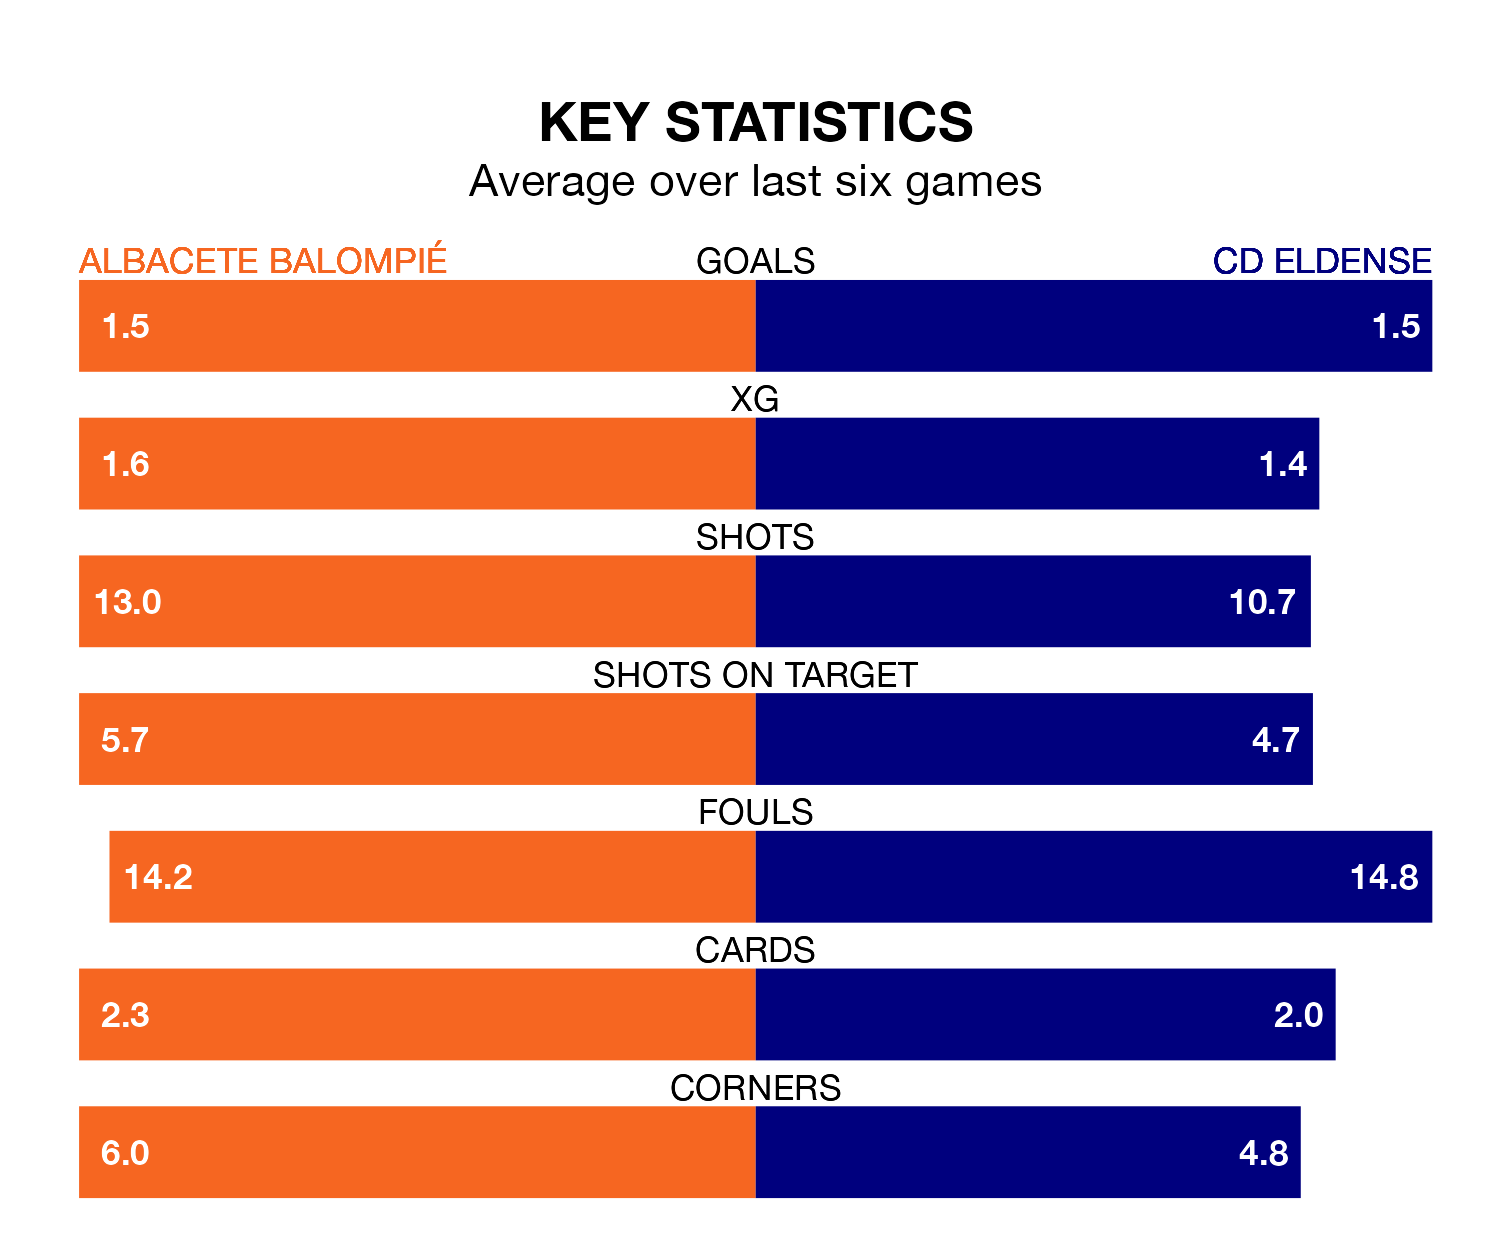 KEY STATISTICS
Average over last six games
ALBACETE BALOMPIÉ GOALS CD ELDENSE
1.5 1.5
XG
1.6 1.4
SHOTS
13.0 10.7
SHOTS ON TARGET
5.7 4.7
FOULS
14.2 14.8
CARDS
2.3 2.0
CORNERS
6.0 4.8